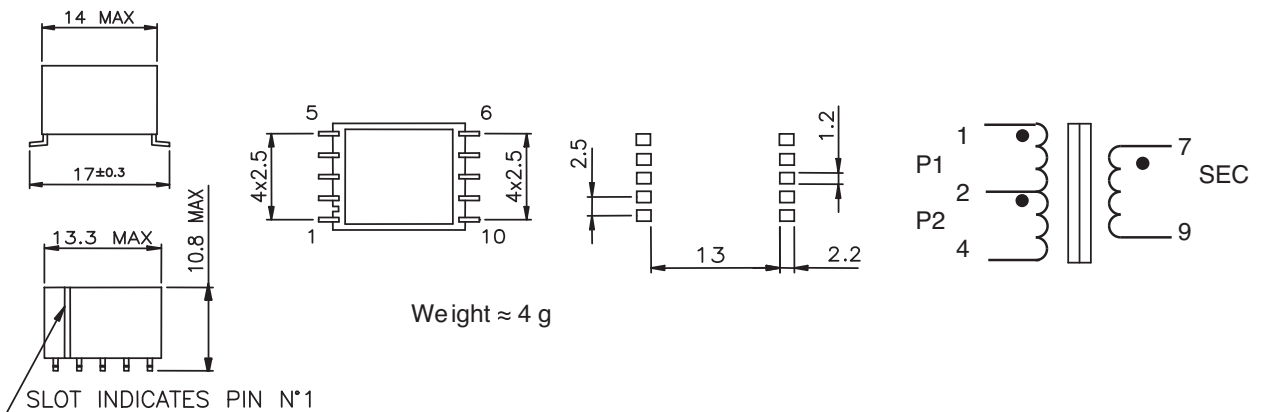 14 MAX
17±0.3
13.3 MAX
10.8 MAX
SLOT INDICATES PIN N°1
5
6
4x2.5
4x2.5
1
10
Weight ≈ 4 g
2.5
1.2
13
2.2
1
P1
2
P2
4
7
SEC
9